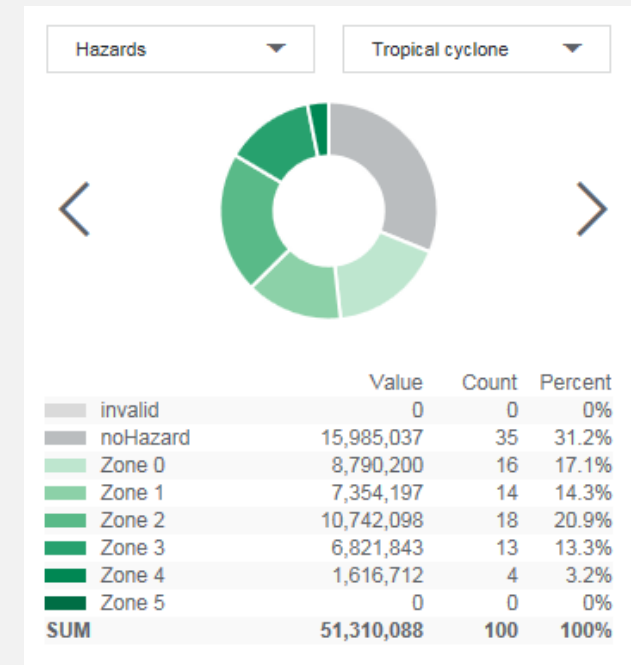 Hazards Tropical cyclone
Value Count Percent
invalid 0 0 0%
noHazard 15,985,037 35 31.2%
Zone 0 8,790,200 16 17.1%
Zone 1 7,354,197 14 14.3%
Zone 2 10,742,098 18 20.9%
Zone 3 6,821,843 13 13.3%
Zone 4 1,616,712 4 3.2%
Zone 5 0 0 0%
SUM 51,310,088 100 100%